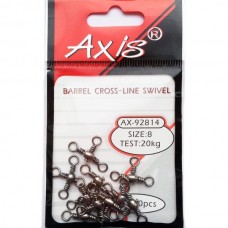 AXIS®
BARREL CROSS-LINE SWIVEL
AX-92814
SIZE:8
TEST:20kg